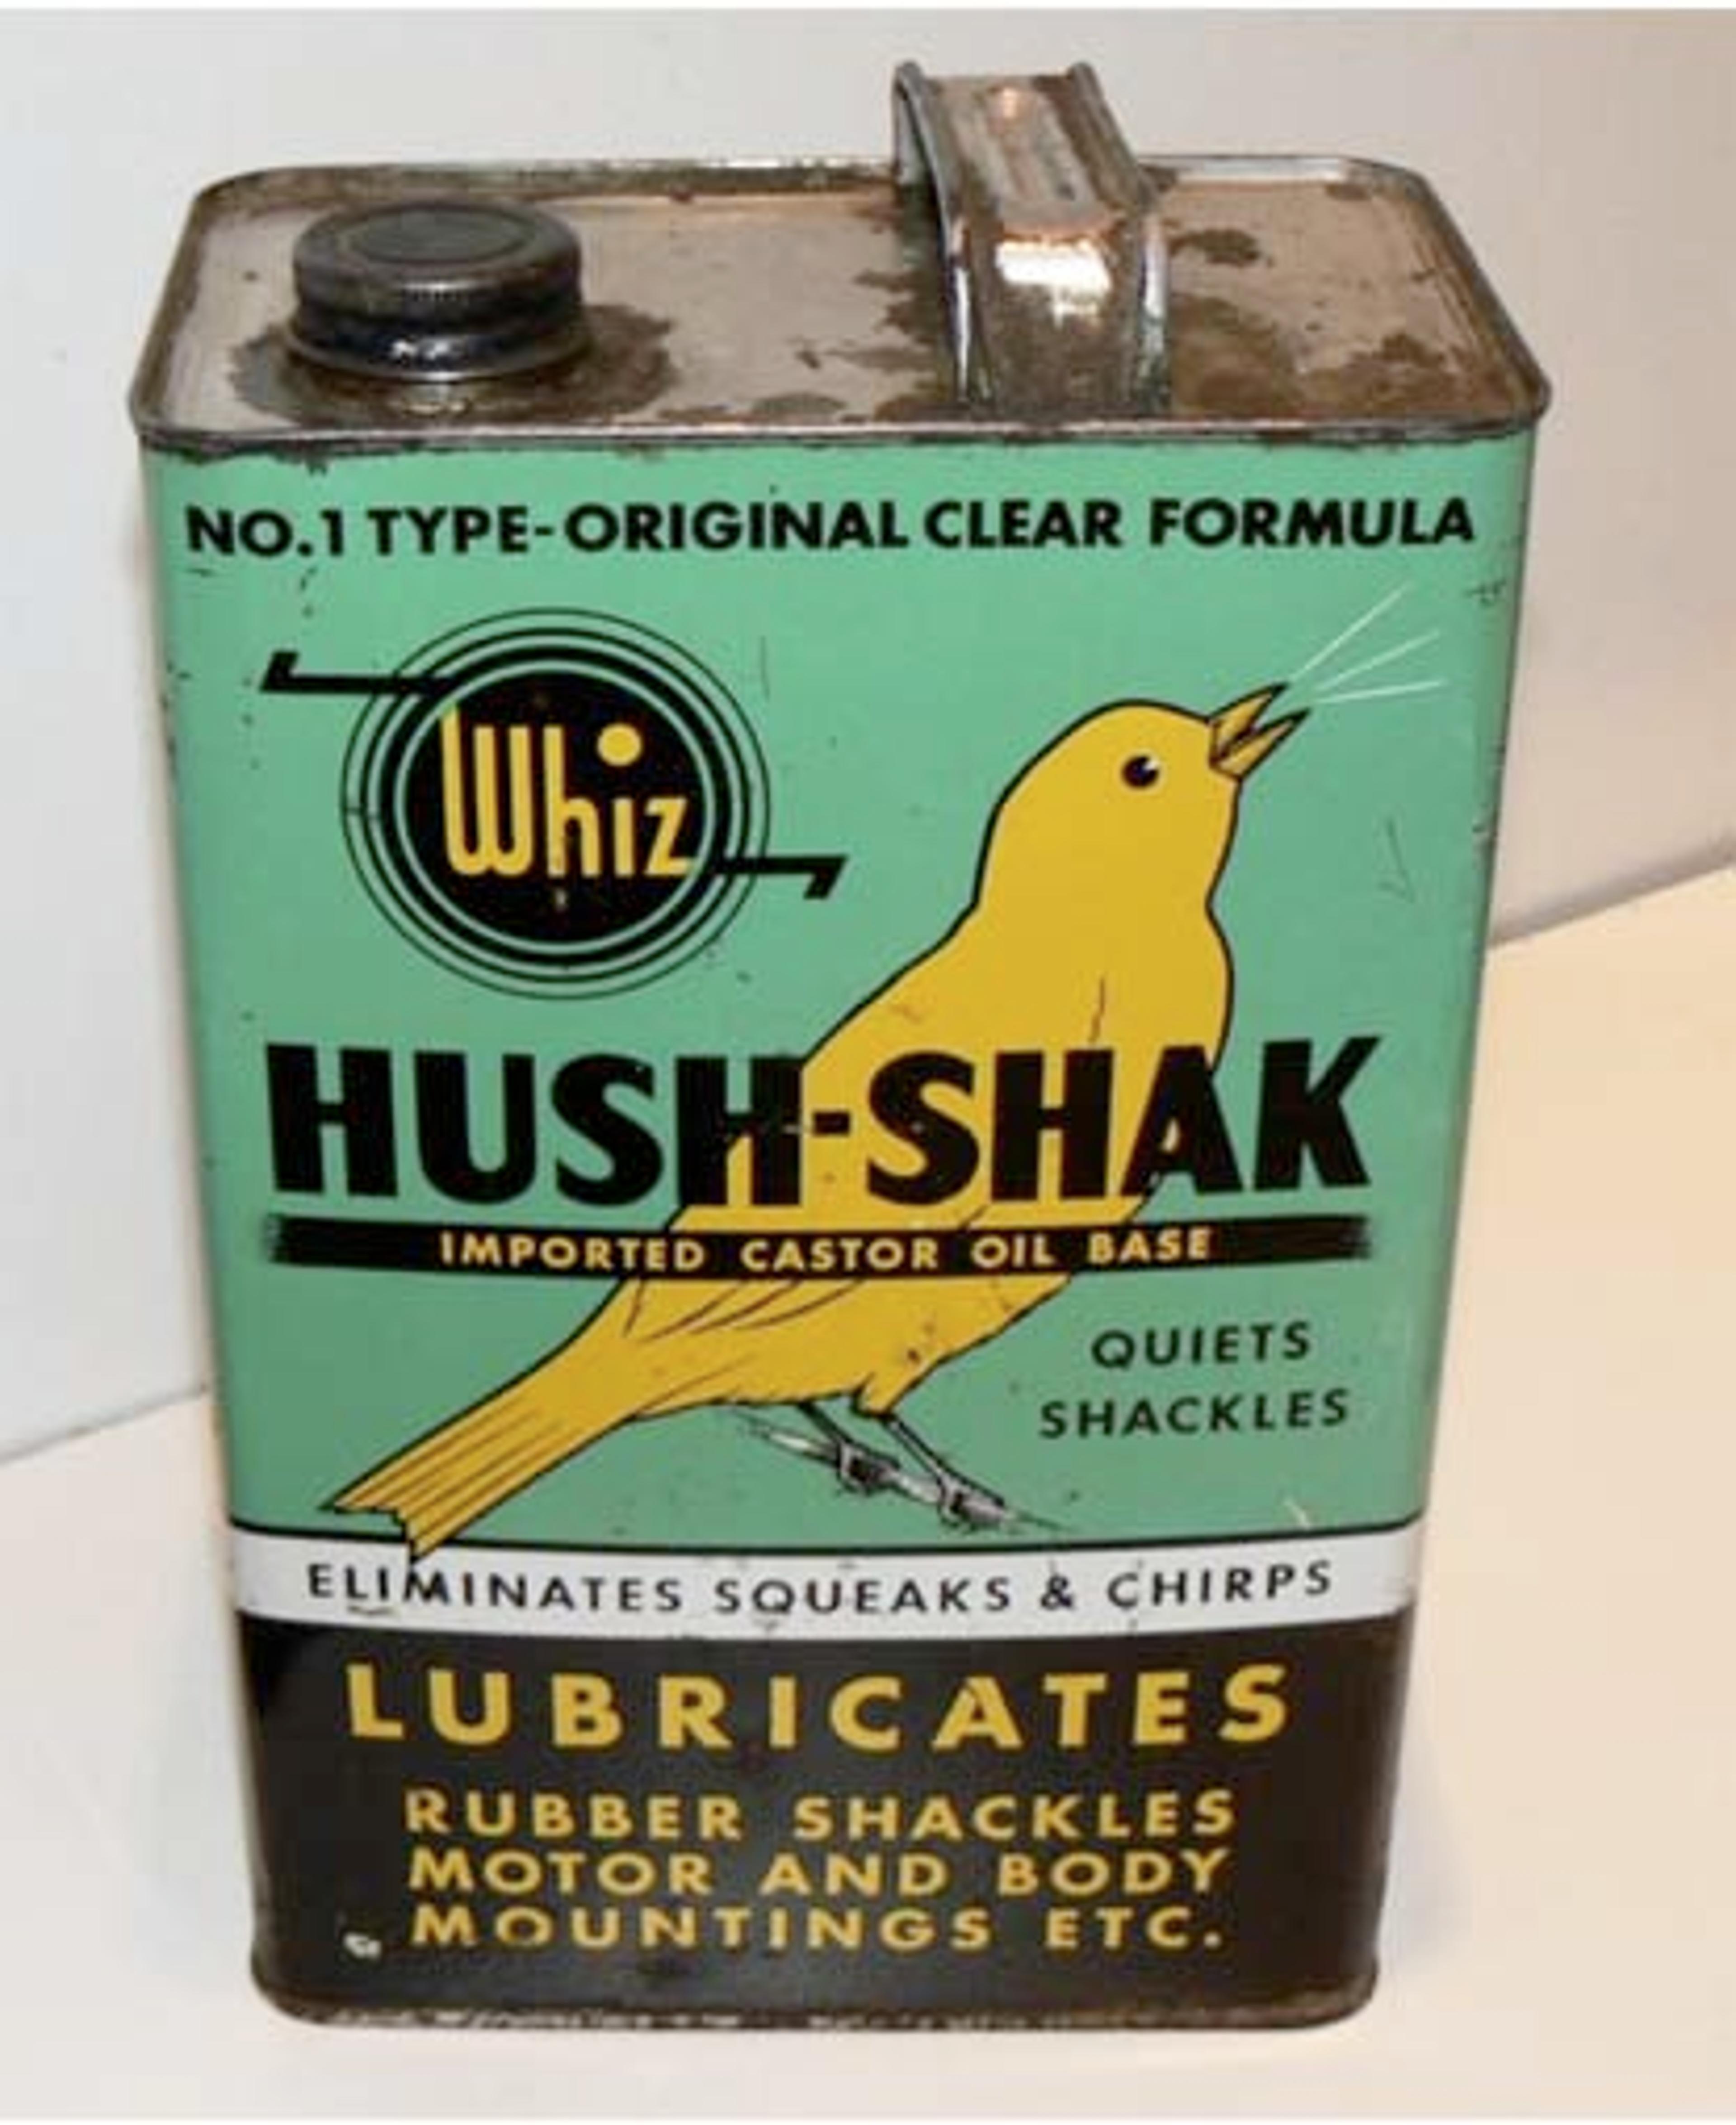 NO.1 TYPE-ORIGINAL CLEAR FORMULA
Whiz
HUSH-SHAK
IMPORTED CASTOR OIL BASE
QUIETS
SHACKLES
ELIMINATES SQUEAKS & CHIRPS
LUBRICATES
RUBBER SHACKLES
MOTOR AND BODY
MOUNTINGS ETC.